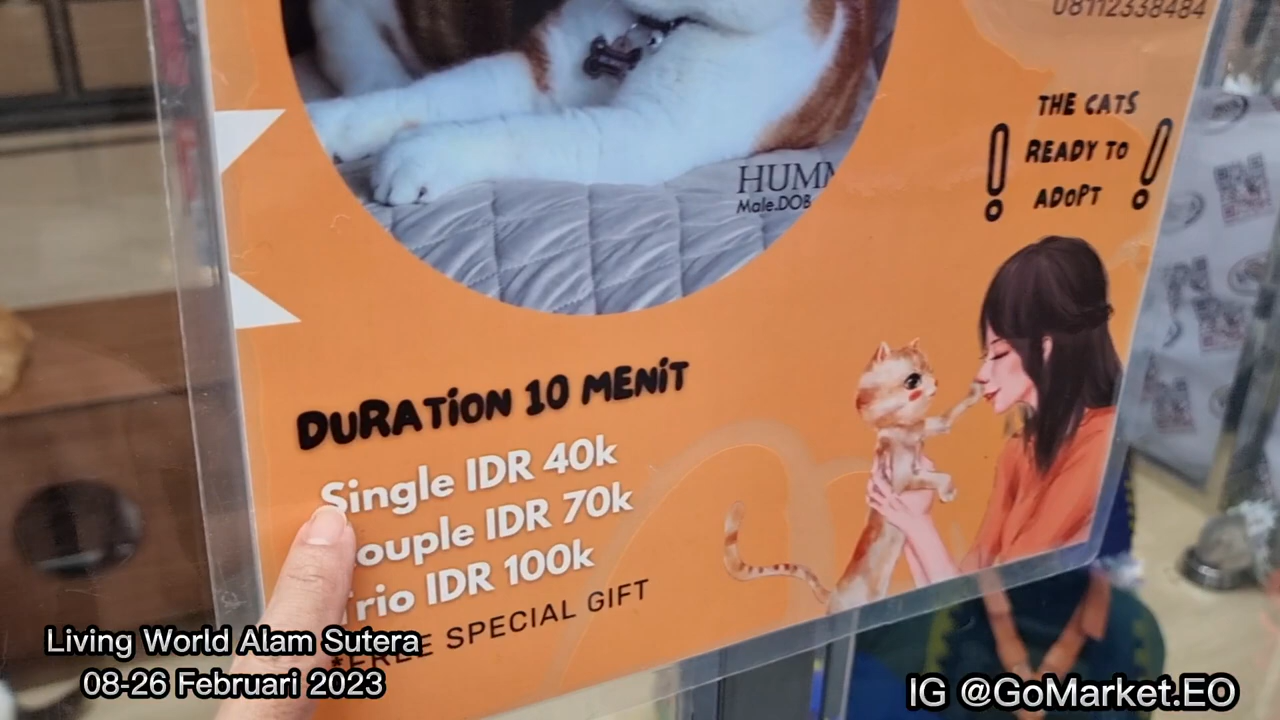 08112338484
THE CATS
READY TO
ADOPT
HUMM
Male.DOB
DURATION 10 MENIT
Single IDR 40k
ouple IDR 70k
rio IDR 100k
*FREE SPECIAL GIFT
Living World Alam Sutera
08-26 Februari 2023
IG @GoMarket.EO